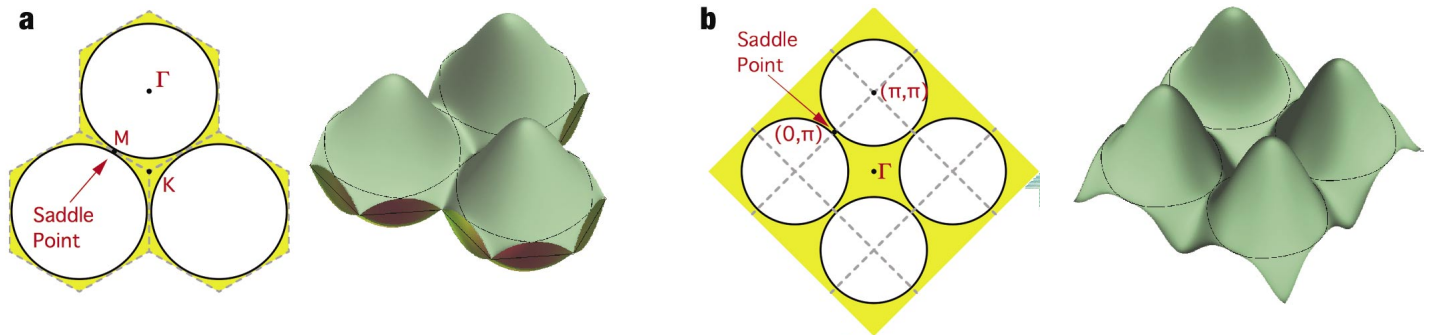 a
Γ
M
K
Saddle
Point
b
Saddle
Point
(π,π)
(0,π)
Γ